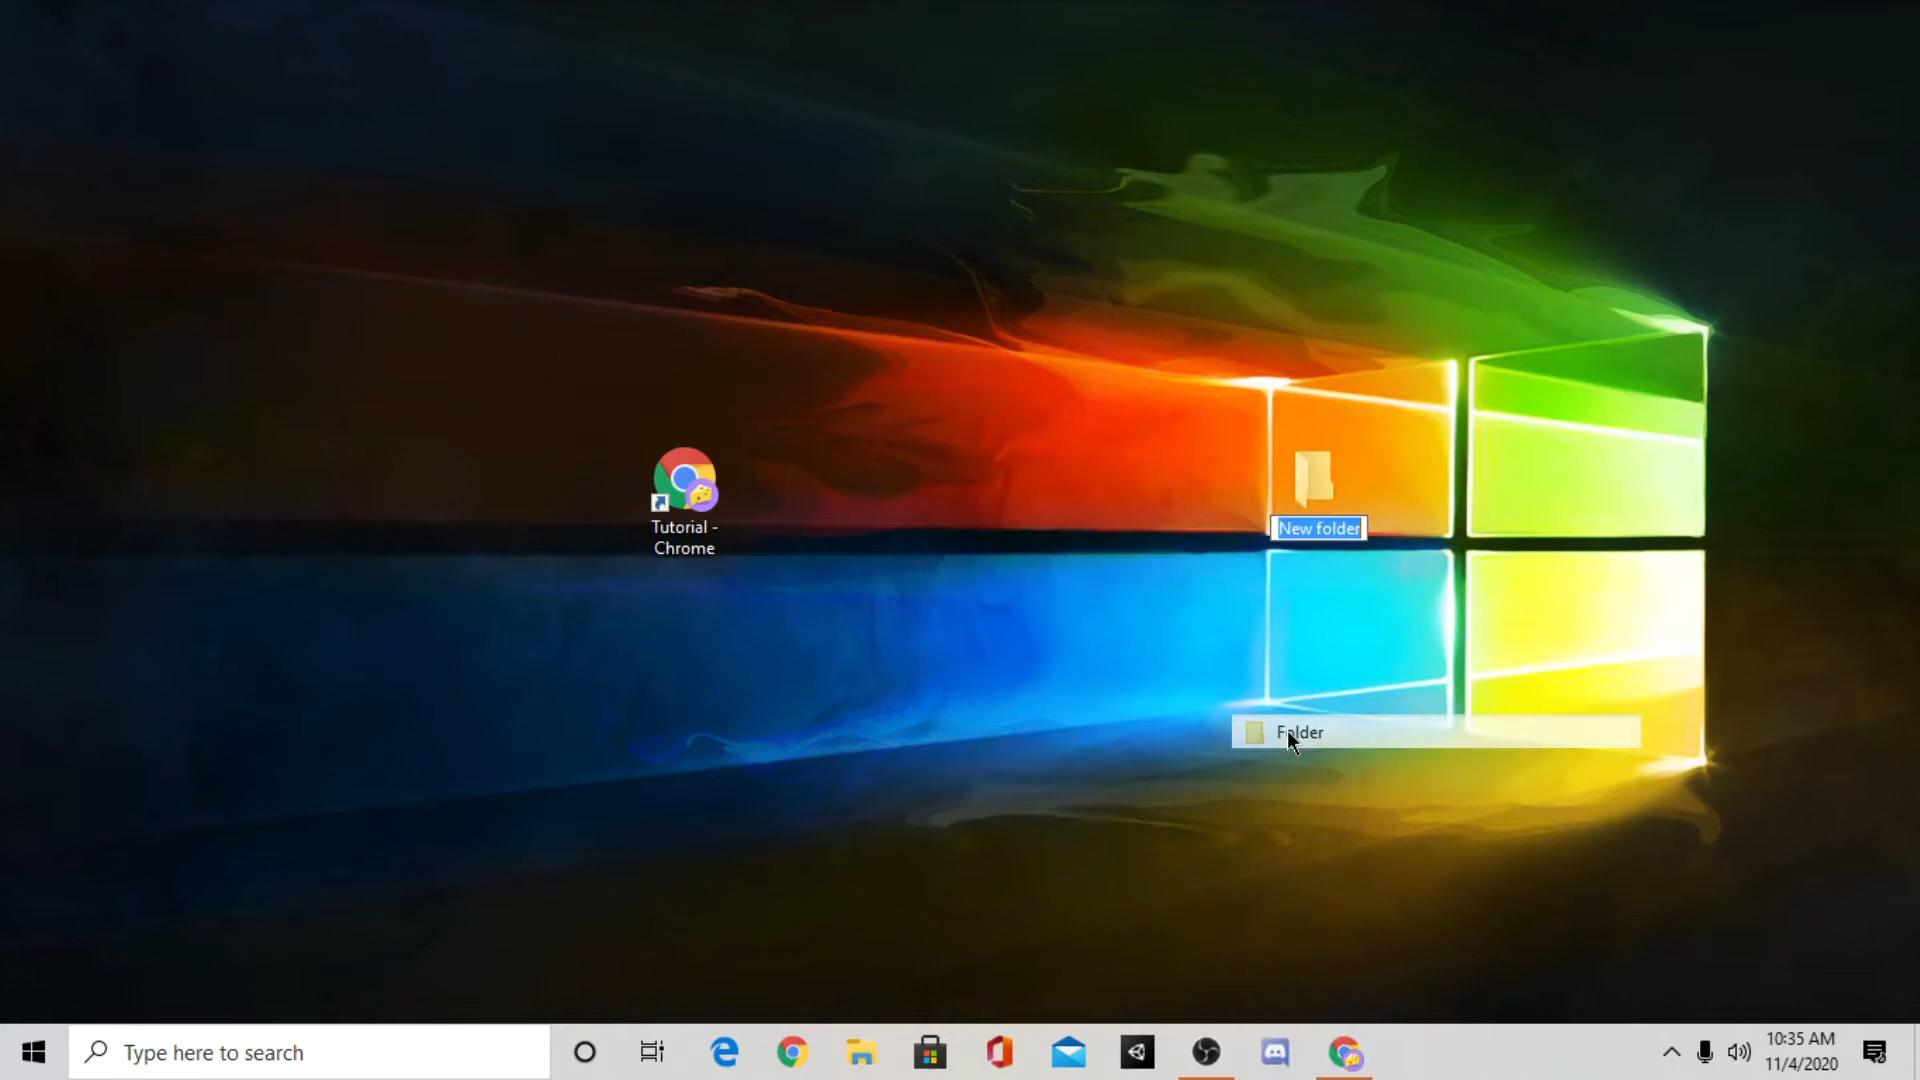 Tutorial -
Chrome
New folder
Folder
Type here to search
10:35 AM
11/4/2020